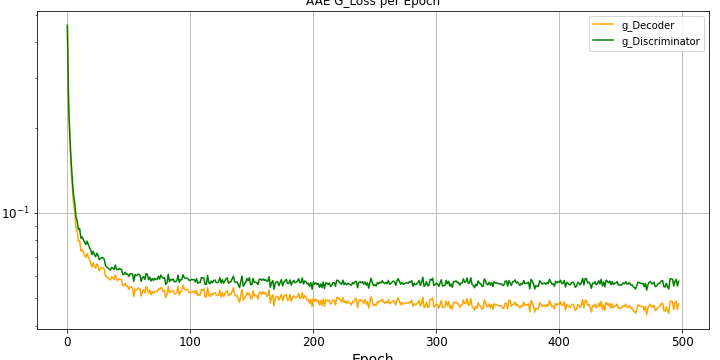 AAE G_Loss per Epoch
g_Decoder
g_Discriminator
10⁻¹
0 100 200 300 400 500
Epoch